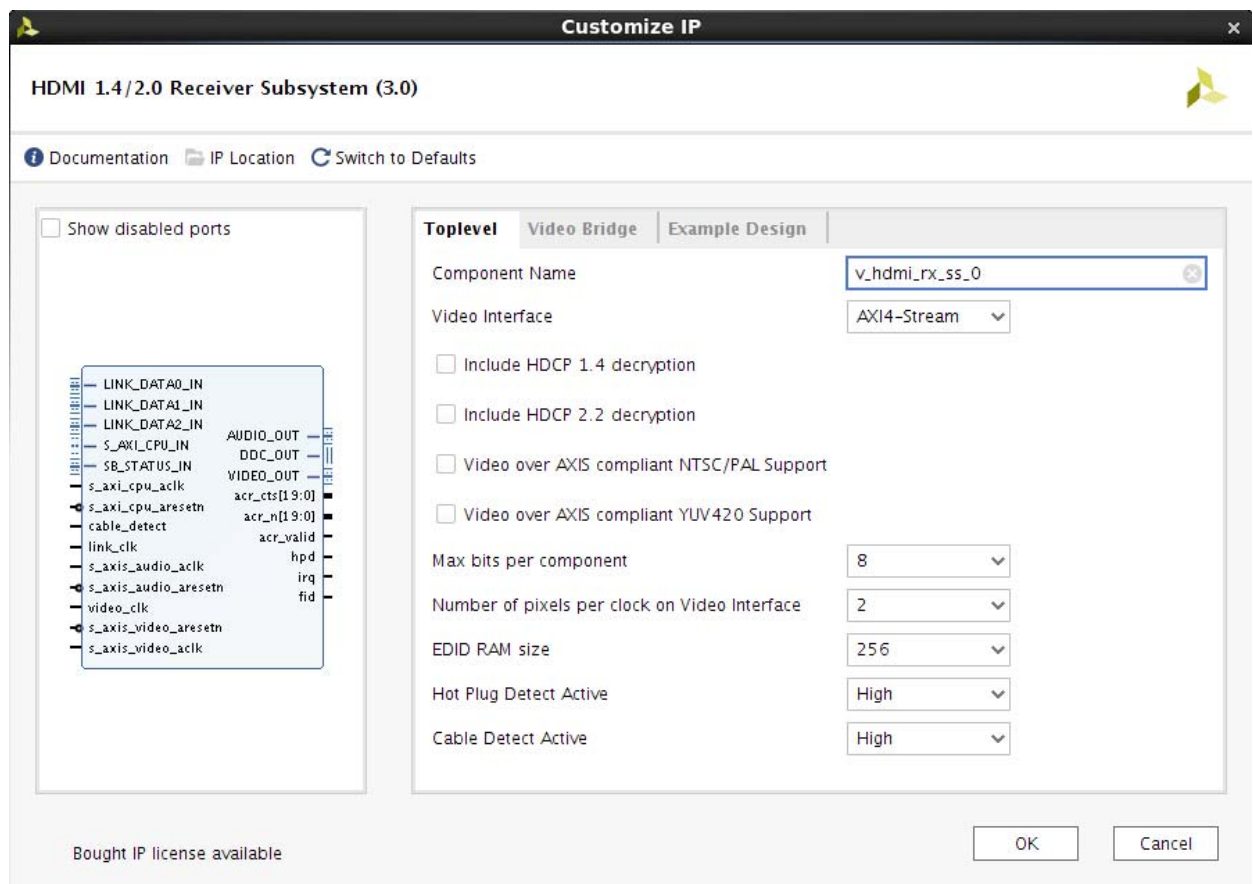 Customize IP
HDMI 1.4/2.0 Receiver Subsystem (3.0)
Documentation IP Location Switch to Defaults
Show disabled ports
LINK_DATA0_IN
LINK_DATA1_IN
LINK_DATA2_IN
S_AXI_CPU_IN
SB_STATUS_IN
s_axi_cpu_aclk
s_axi_cpu_aresetn
cable_detect
link_clk
s_axis_audio_aclk
s_axis_audio_aresetn
video_clk
s_axis_video_aresetn
s_axis_video_aclk
AUDIO_OUT
DDC_OUT
VIDEO_OUT
acr_cts[19:0]
acr_n[19:0]
acr_valid
hpd
irq
fid
Toplevel Video Bridge Example Design
Component Name v_hdmi_rx_ss_0
Video Interface AXI4-Stream
Include HDCP 1.4 decryption
Include HDCP 2.2 decryption
Video over AXIS compliant NTSC/PAL Support
Video over AXIS compliant YUV420 Support
Max bits per component 8
Number of pixels per clock on Video Interface 2
EDID RAM size 256
Hot Plug Detect Active High
Cable Detect Active High
Bought IP license available
OK Cancel